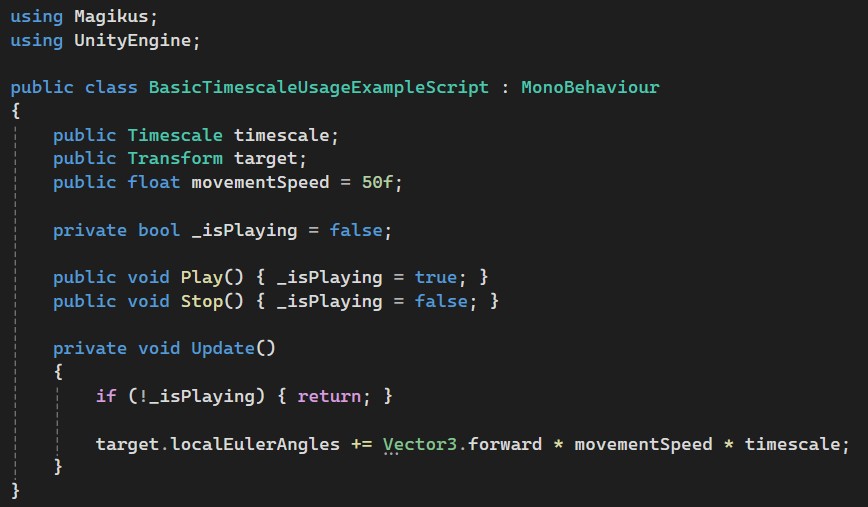 using Magikus;
using UnityEngine;

public class BasicTimescaleUsageExampleScript : MonoBehaviour
{
    public Timescale timescale;
    public Transform target;
    public float movementSpeed = 50f;

    private bool _isPlaying = false;

    public void Play() { _isPlaying = true; }
    public void Stop() { _isPlaying = false; }

    private void Update()
    {
        if (!_isPlaying) { return; }

        target.localEulerAngles += Vector3.forward * movementSpeed * timescale;
    }
}